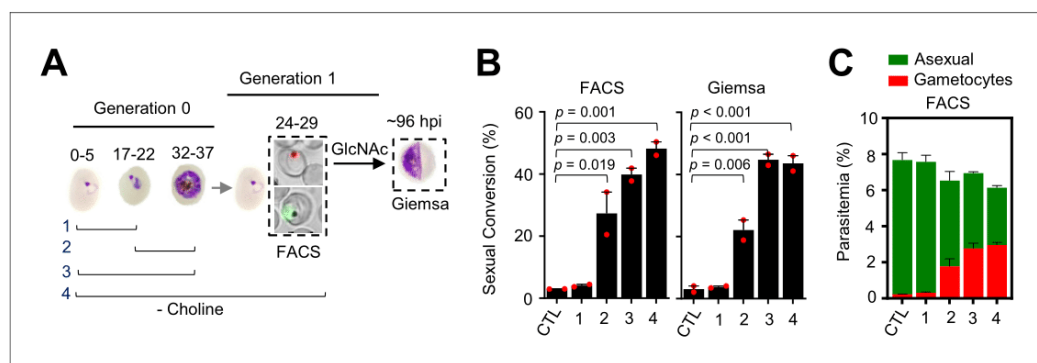 A
Generation 1
Generation 0
24-29
~96 hpi
0-5 17-22 32-37
GlcNAc
Giemsa
FACS
1
2
3
4
- Choline
B
FACS Giemsa
p = 0.001 p < 0.001
p = 0.003 p < 0.001
p = 0.019 p = 0.006
Sexual Conversion (%)
60
40
20
0
CTL 1 2 3 4 CTL 1 2 3 4
C
Asexual
Gametocytes
FACS
Parasitemia (%)
10
8
6
4
2
0
CTL 1 2 3 4